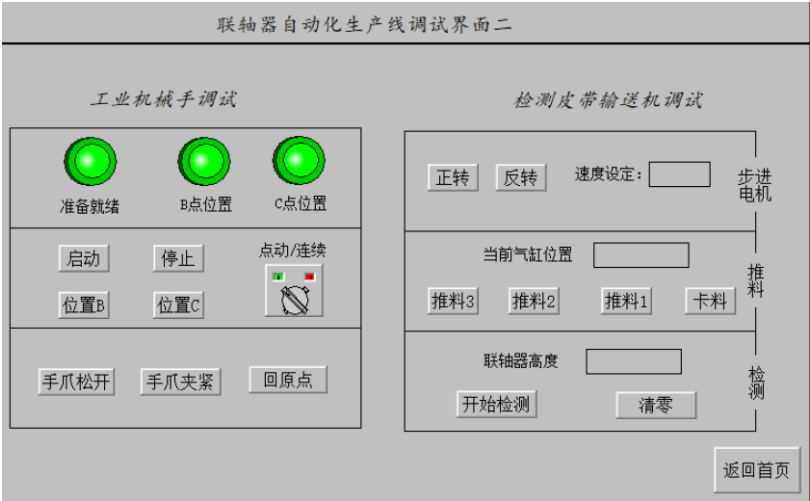 联轴器自动化生产线调试界面二
工业机械手调试
检测皮带输送机调试
准备就绪
B点位置
C点位置
启动
停止
点动/连续
位置B
位置C
手爪松开
手爪夹紧
回原点
正转
反转
速度设定：
步进
电机
当前气缸位置
推料3
推料2
推料1
卡料
推
料
联轴器高度
开始检测
清零
检
测
返回首页